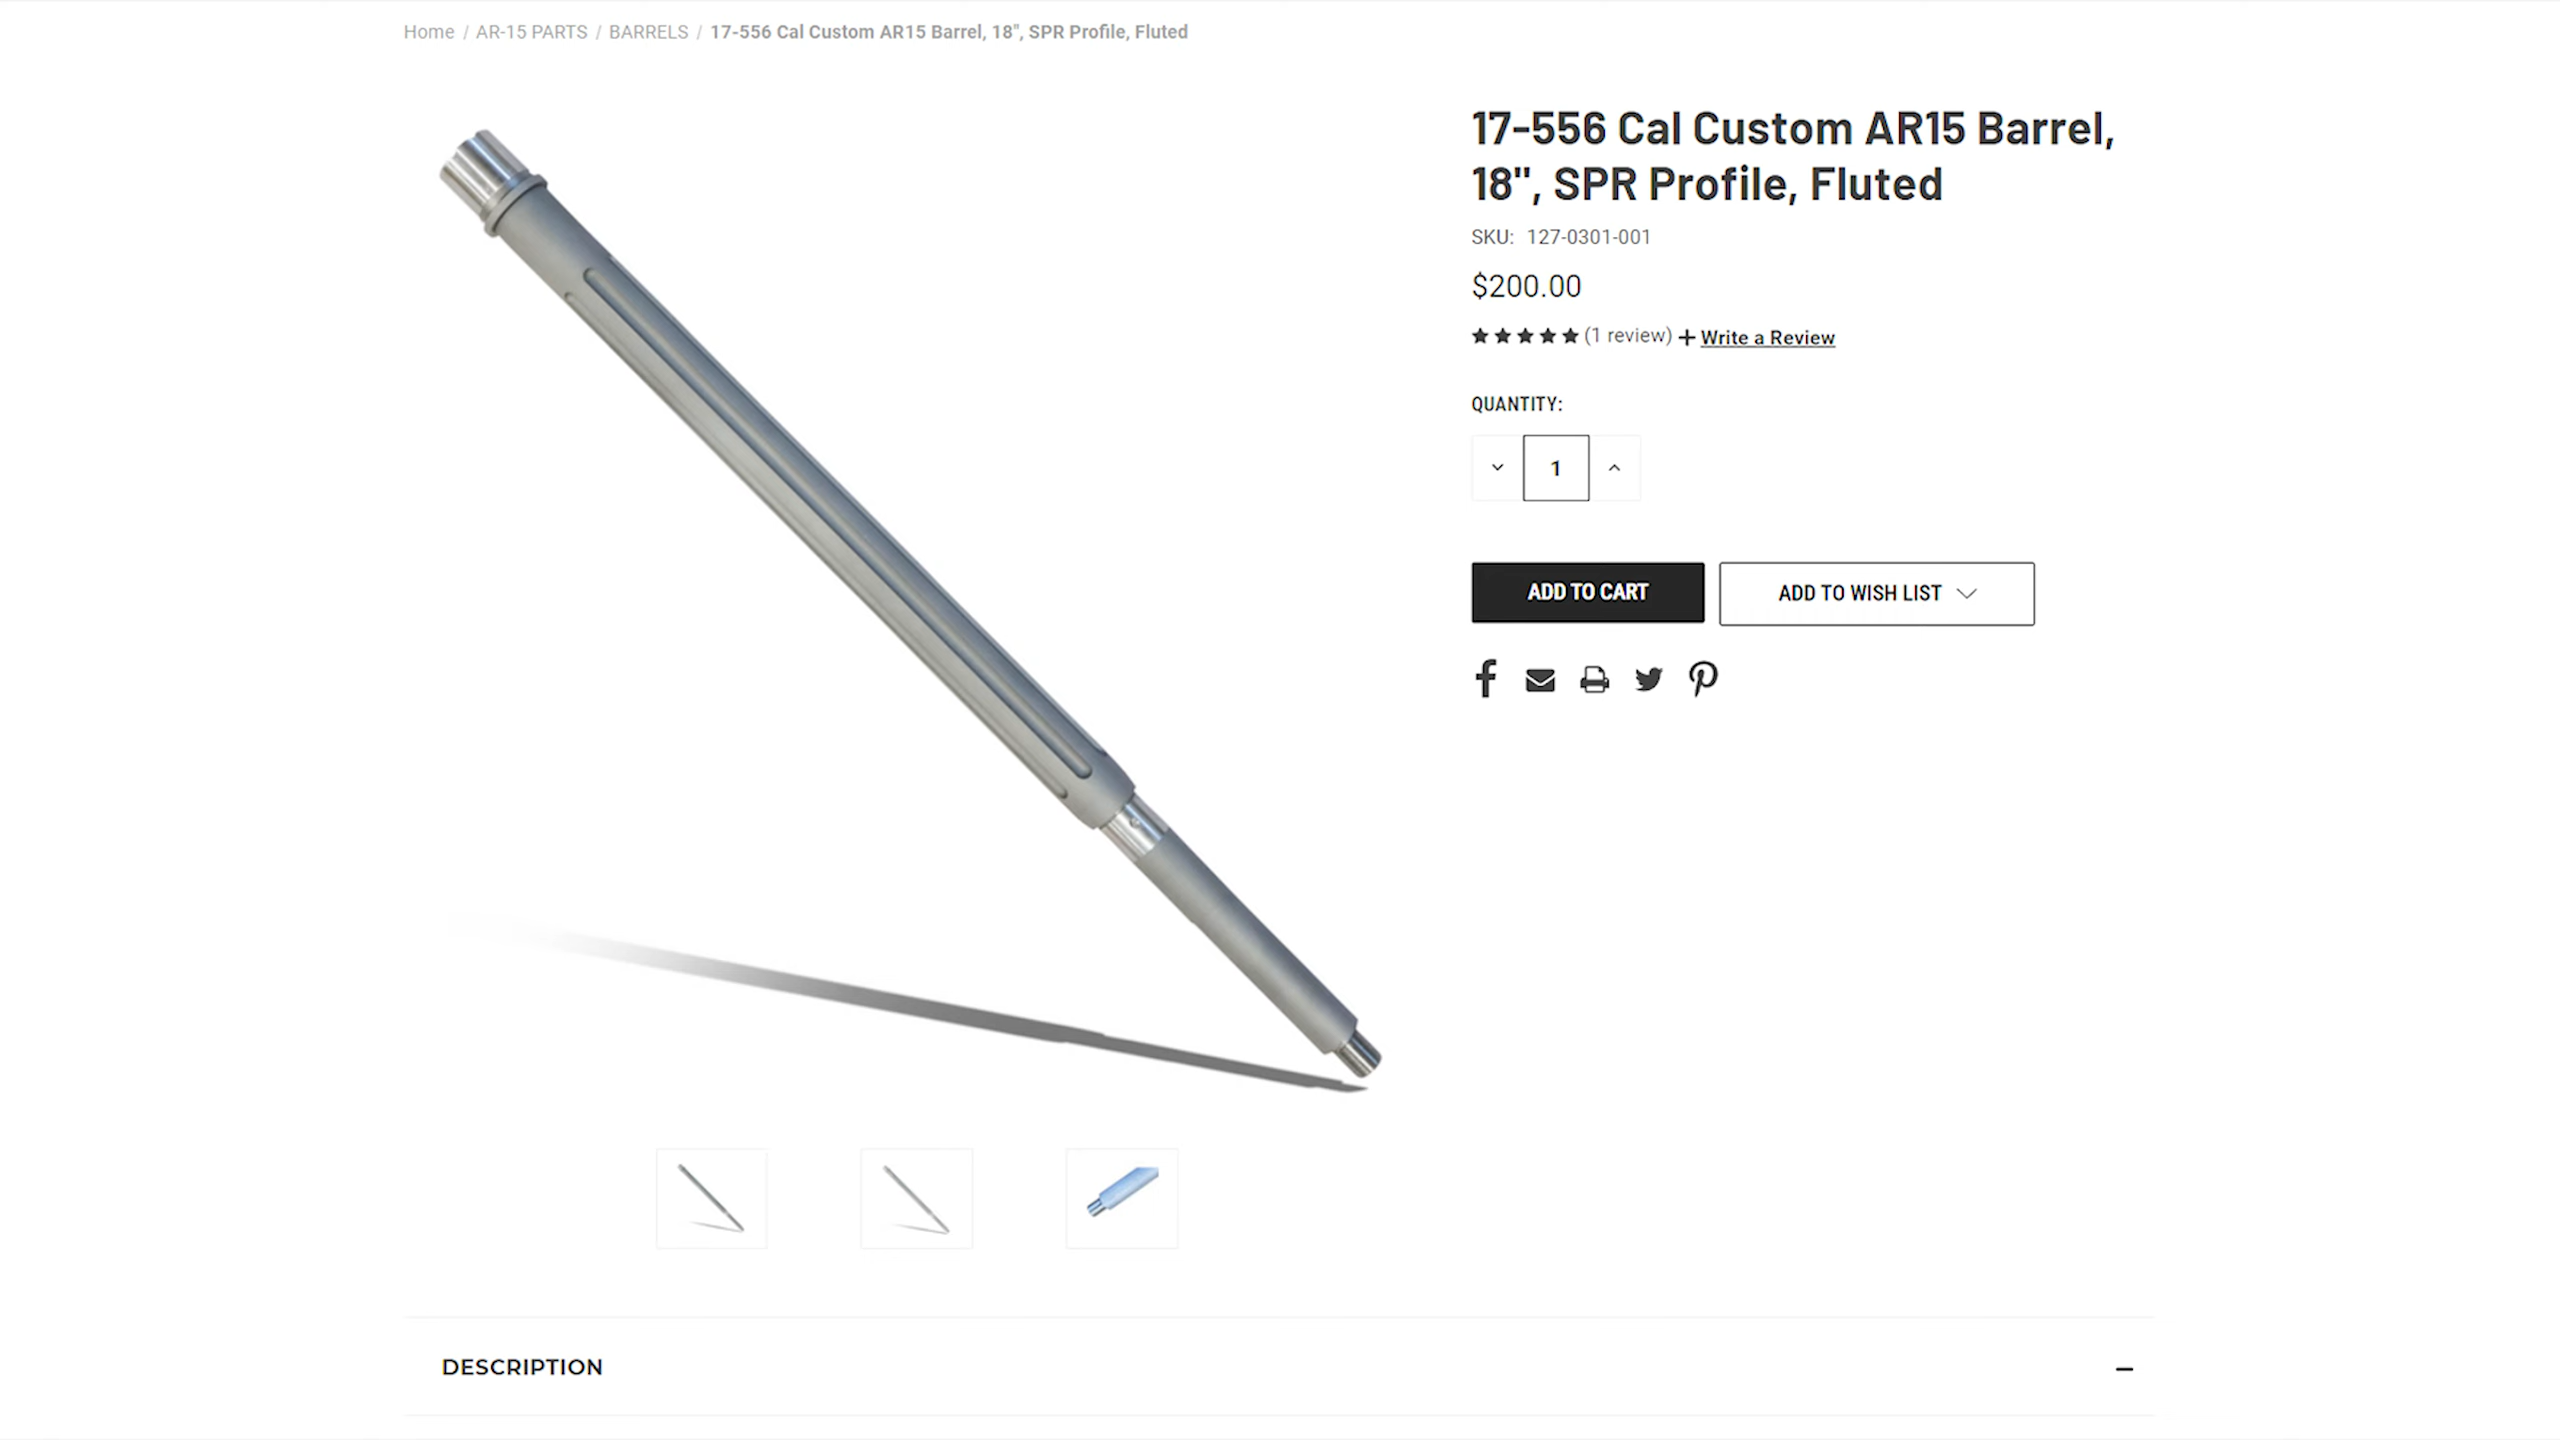 Home / AR-15 PARTS / BARRELS / 17-556 Cal Custom AR15 Barrel, 18", SPR Profile, Fluted
17-556 Cal Custom AR15 Barrel,
18", SPR Profile, Fluted
SKU: 127-0301-001
$200.00
(1 review) + Write a Review
QUANTITY:
1
ADD TO CART
ADD TO WISH LIST
DESCRIPTION